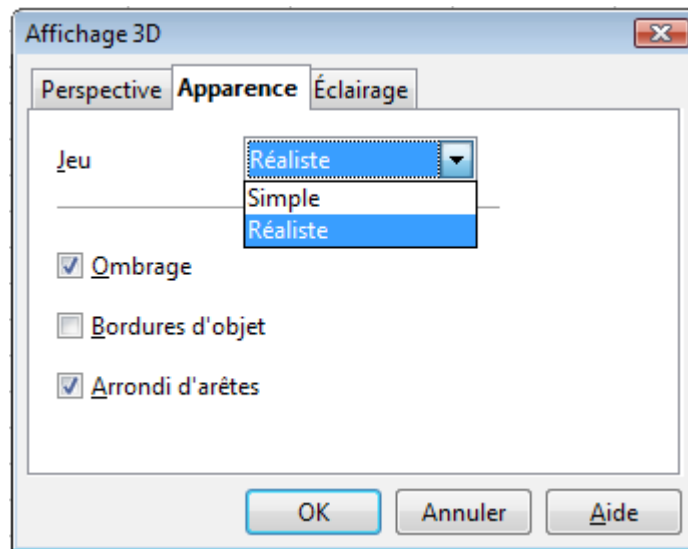 Affichage 3D
Perspective Apparence Éclairage
Jeu Réaliste
Simple
Réaliste
Ombrage
Bordures d'objet
Arrondi d'arêtes
OK Annuler Aide